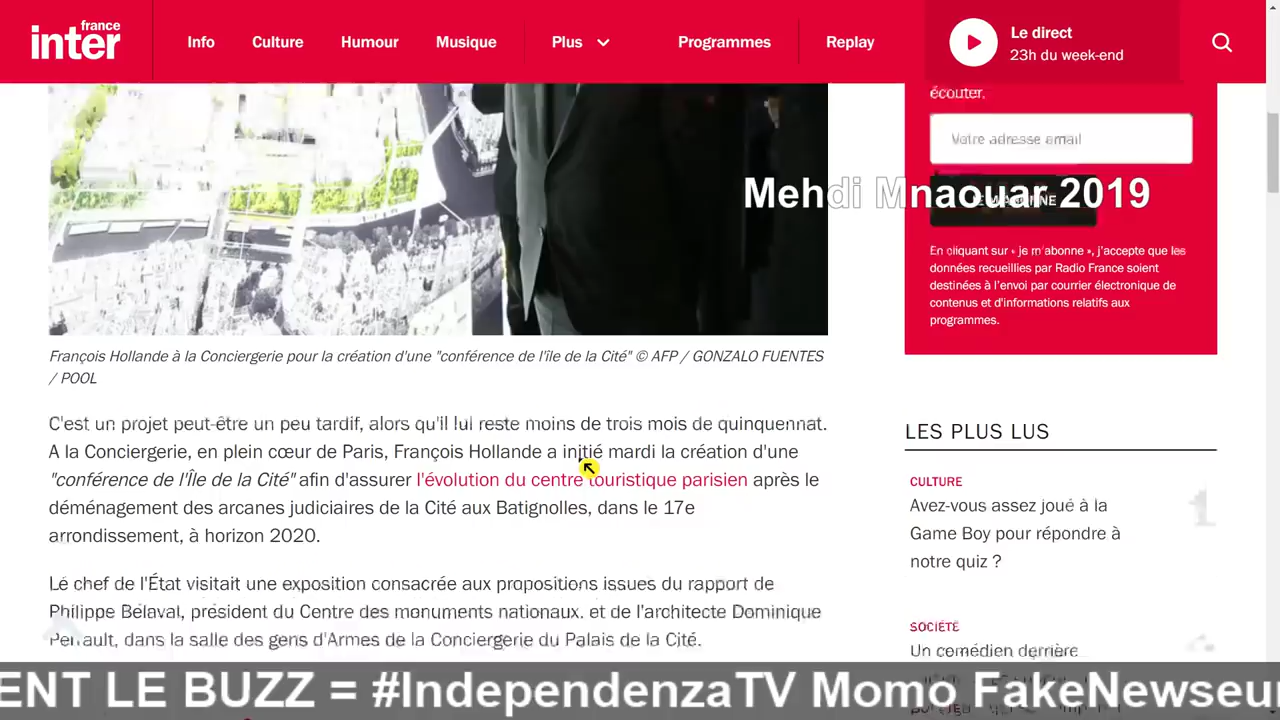 france
inter
Info Culture Humour Musique Plus Programmes Replay
Le direct
23h du week-end
écouter.
Votre adresse email
Mehdi Mnaouar 2019
En cliquant sur « je m'abonne », j'accepte que les
données recueillies par Radio France soient
destinées à l'envoi par courrier électronique de
contenus et d'informations relatifs aux
programmes.
François Hollande à la Conciergerie pour la création d'une "conférence de l'île de la Cité" © AFP / GONZALO FUENTES
/ POOL
C'est un projet peut-être un peu tardif, alors qu'il lui reste moins de trois mois de quinquennat.
A la Conciergerie, en plein cœur de Paris, François Hollande a initié mardi la création d'une
"conférence de l'Île de la Cité" afin d'assurer l'évolution du centre touristique parisien après le
déménagement des arcanes judiciaires de la Cité aux Batignolles, dans le 17e
arrondissement, à horizon 2020.
Le chef de l'État visitait une exposition consacrée aux propositions issues du rapport de
Philippe Belaval, président du Centre des monuments nationaux. et de l'architecte Dominique
Perrault, dans la salle des gens d'Armes de la Conciergerie du Palais de la Cité.
LES PLUS LUS
CULTURE
Avez-vous assez joué à la
Game Boy pour répondre à
notre quiz ?
1
SOCIÉTÉ
Un comédien derrière
ENT LE BUZZ = #IndependenzaTV Momo FakeNewseur